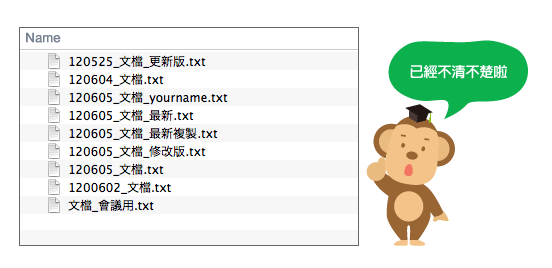 Name
120525_文檔_更新版.txt
120604_文檔.txt
120605_文檔_yourname.txt
120605_文檔_最新.txt
120605_文檔_最新複製.txt
120605_文檔_修改版.txt
120605_文檔.txt
1200602_文檔.txt
文檔_會議用.txt
已經不清不楚啦